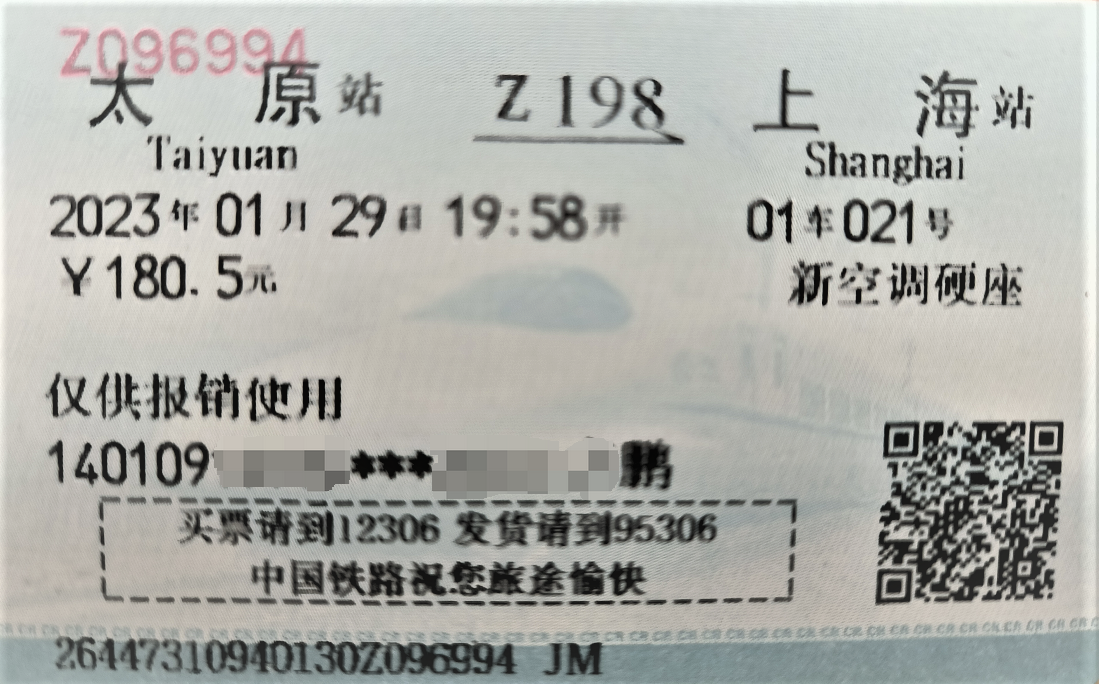 Z096994
太 原 站 Z198 上 海 站
Taiyuan Shanghai
2023年01月29日19:58开 01车021号
￥180.5元 新空调硬座
仅供报销使用
140109 *** 鹏
买票请到12306 发货请到95306
中国铁路祝您旅途愉快
26447310940130Z096994 JM